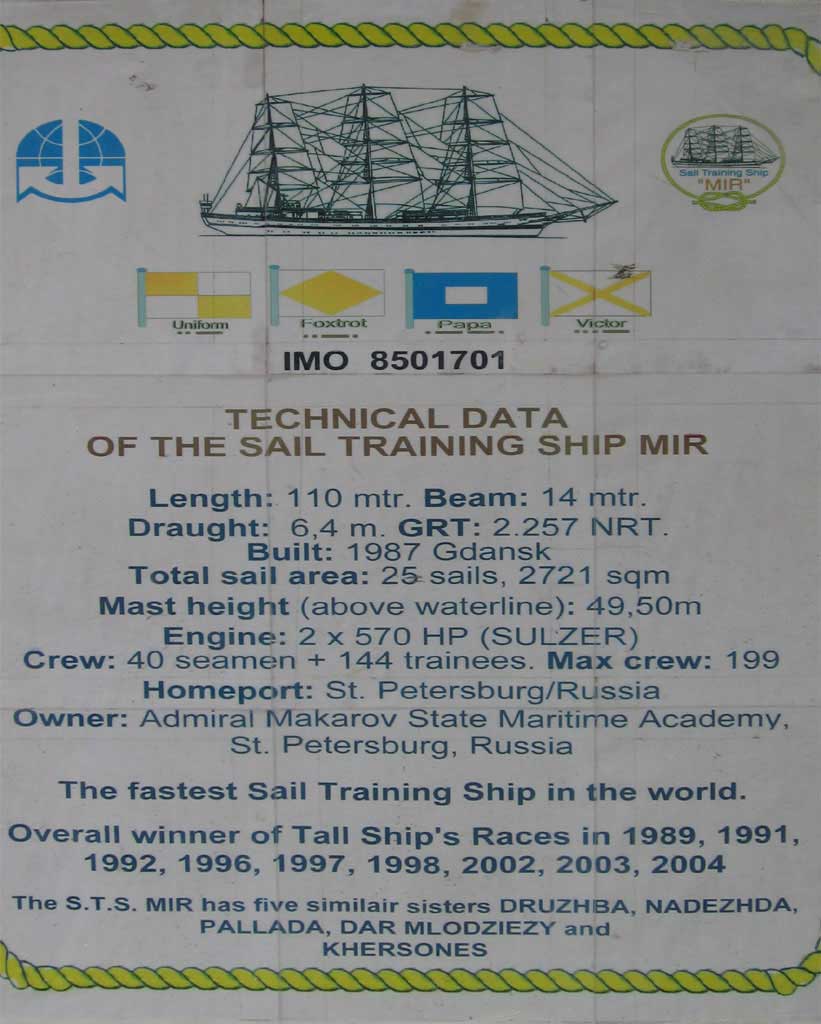 Sail Training Ship
"MIR"
Uniform Foxtrot Papa Victor
IMO 8501701
TECHNICAL DATA
OF THE SAIL TRAINING SHIP MIR
Length: 110 mtr. Beam: 14 mtr.
Draught: 6,4 m. GRT: 2.257 NRT.
Built: 1987 Gdansk
Total sail area: 25 sails, 2721 sqm
Mast height (above waterline): 49,50m
Engine: 2 x 570 HP (SULZER)
Crew: 40 seamen + 144 trainees. Max crew: 199
Homeport: St. Petersburg/Russia
Owner: Admiral Makarov State Maritime Academy,
St. Petersburg, Russia
The fastest Sail Training Ship in the world.
Overall winner of Tall Ship's Races in 1989, 1991,
1992, 1996, 1997, 1998, 2002, 2003, 2004
The S.T.S. MIR has five similair sisters DRUZHBA, NADEZHDA,
PALLADA, DAR MLODZIEZY and
KHERSONES